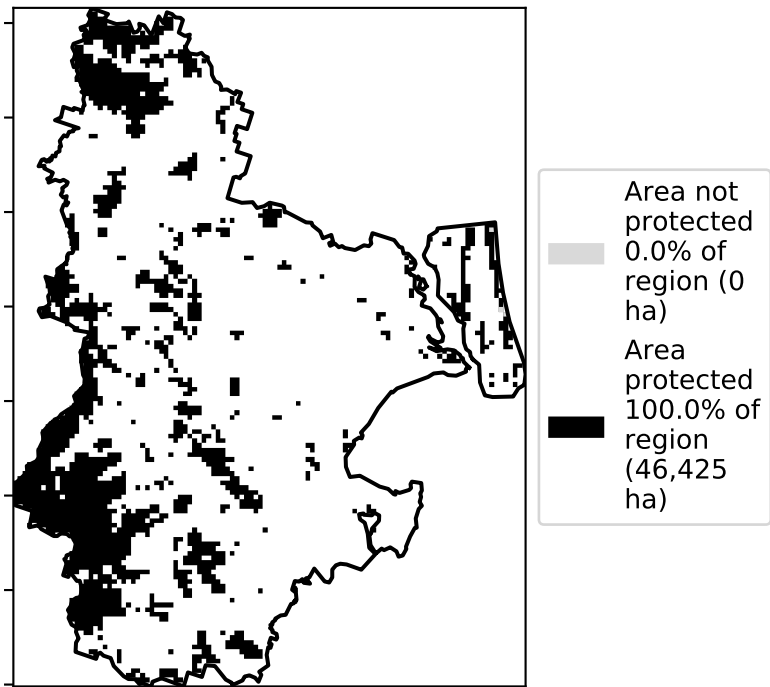 Area not
protected
0.0% of
region (0
ha)
Area
protected
100.0% of
region
(46,425
ha)